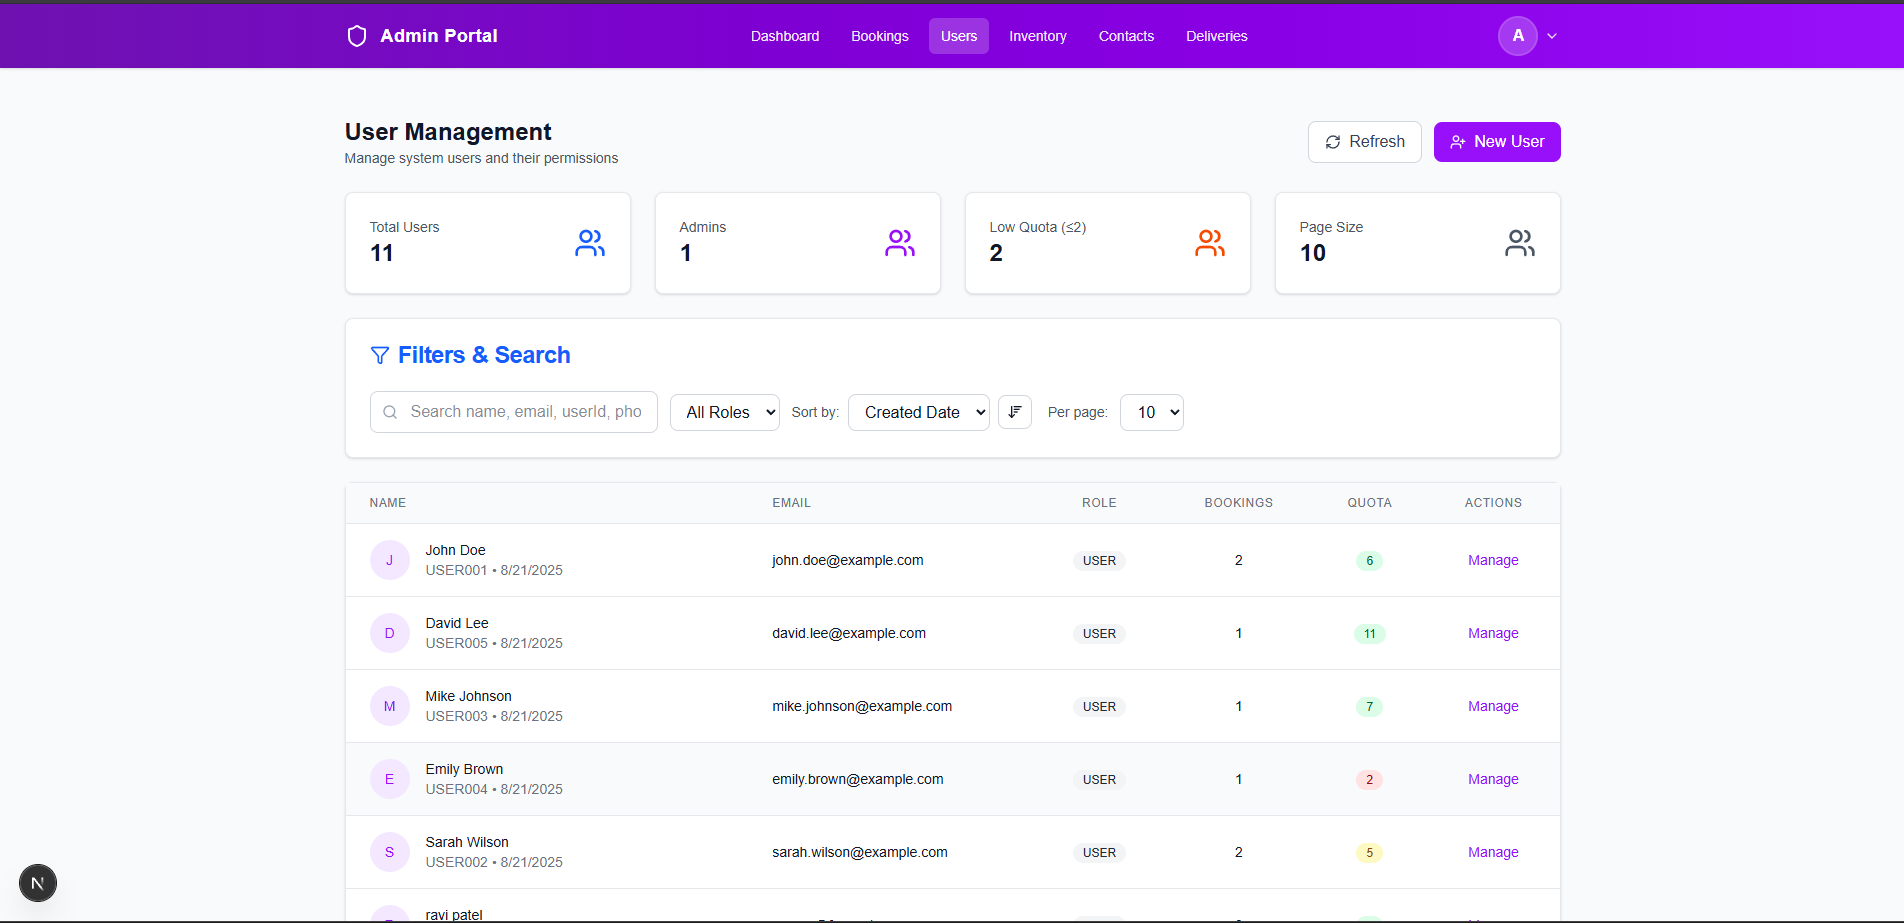 Admin Portal
Dashboard Bookings Users Inventory Contacts Deliveries
A
User Management
Manage system users and their permissions
Refresh New User
Total Users
11
Admins
1
Low Quota (≤2)
2
Page Size
10
Filters & Search
Search name, email, userId, pho All Roles Sort by: Created Date Per page: 10
NAME EMAIL ROLE BOOKINGS QUOTA ACTIONS
J John Doe john.doe@example.com USER 2 6 Manage
USER001 • 8/21/2025
D David Lee david.lee@example.com USER 1 11 Manage
USER005 • 8/21/2025
M Mike Johnson mike.johnson@example.com USER 1 7 Manage
USER003 • 8/21/2025
E Emily Brown emily.brown@example.com USER 1 2 Manage
USER004 • 8/21/2025
S Sarah Wilson sarah.wilson@example.com USER 2 5 Manage
USER002 • 8/21/2025
N
ravi patel